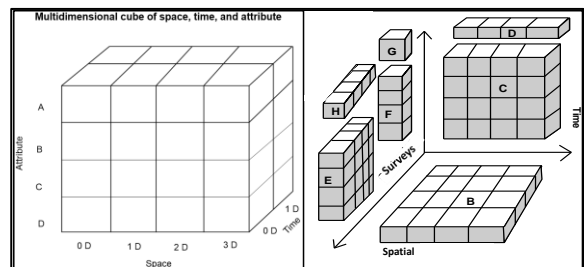 Multidimensional cube of space, time, and attribute
A
B
C
D
Attribute
0 D 1 D 2 D 3 D
Space
0 D
1 D
Time
D
G
C
H
F
E
B
Time
Surveys
Spatial